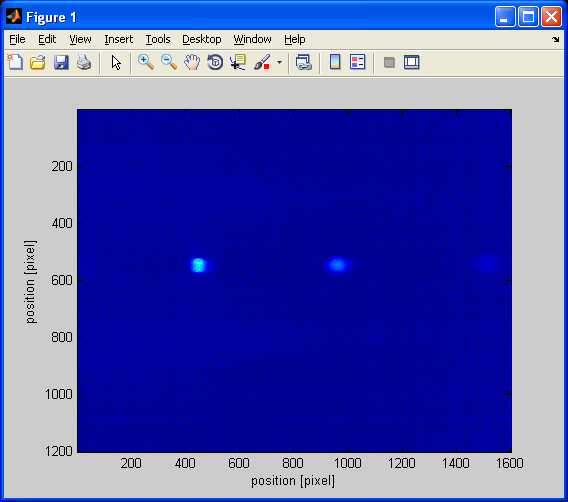 Figure 1
File Edit View Insert Tools Desktop Window Help
200
400
600
800
1000
1200
position [pixel]
200 400 600 800 1000 1200 1400 1600
position [pixel]